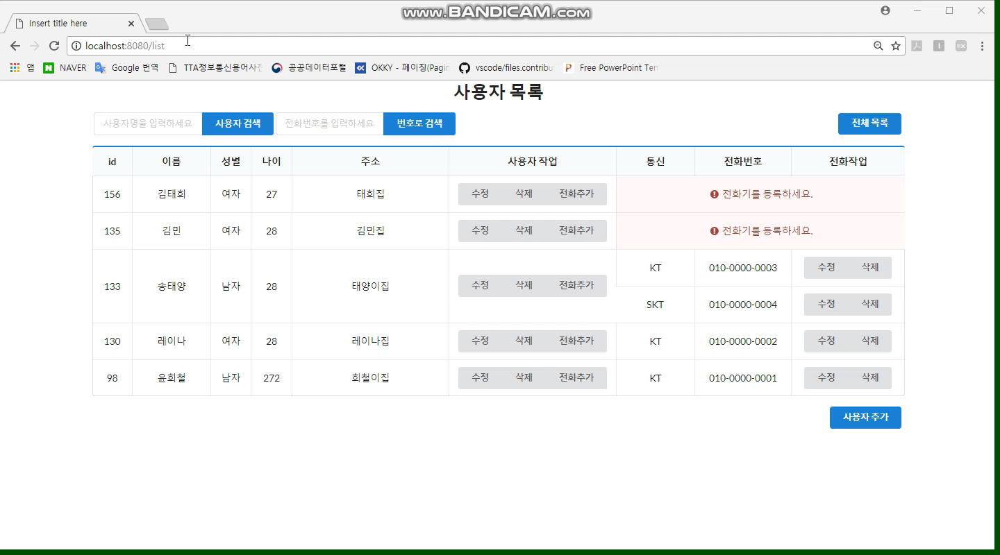 www.BANDICAM.com
Insert title here
localhost:8080/list
앱 NAVER Google 번역 TTA정보통신용어사전 공공데이터포털 OKKY - 페이징(Pagin vscode/files.contribu Free PowerPoint Tem
사용자 목록
사용자명을 입력하세요 사용자 검색 전화번호를 입력하세요 번호로 검색 전체 목록
id 이름 성별 나이 주소 사용자 작업 통신 전화번호 전화작업
156 김태희 여자 27 태희집 수정 삭제 전화추가 전화기를 등록하세요.
135 김민 여자 28 김민집 수정 삭제 전화추가 전화기를 등록하세요.
133 송태양 남자 28 태양이집 수정 삭제 전화추가 KT 010-0000-0003 수정 삭제
SKT 010-0000-0004 수정 삭제
130 레이나 여자 28 레이나집 수정 삭제 전화추가 KT 010-0000-0002 수정 삭제
98 윤희철 남자 272 희철이집 수정 삭제 전화추가 KT 010-0000-0001 수정 삭제
사용자 추가